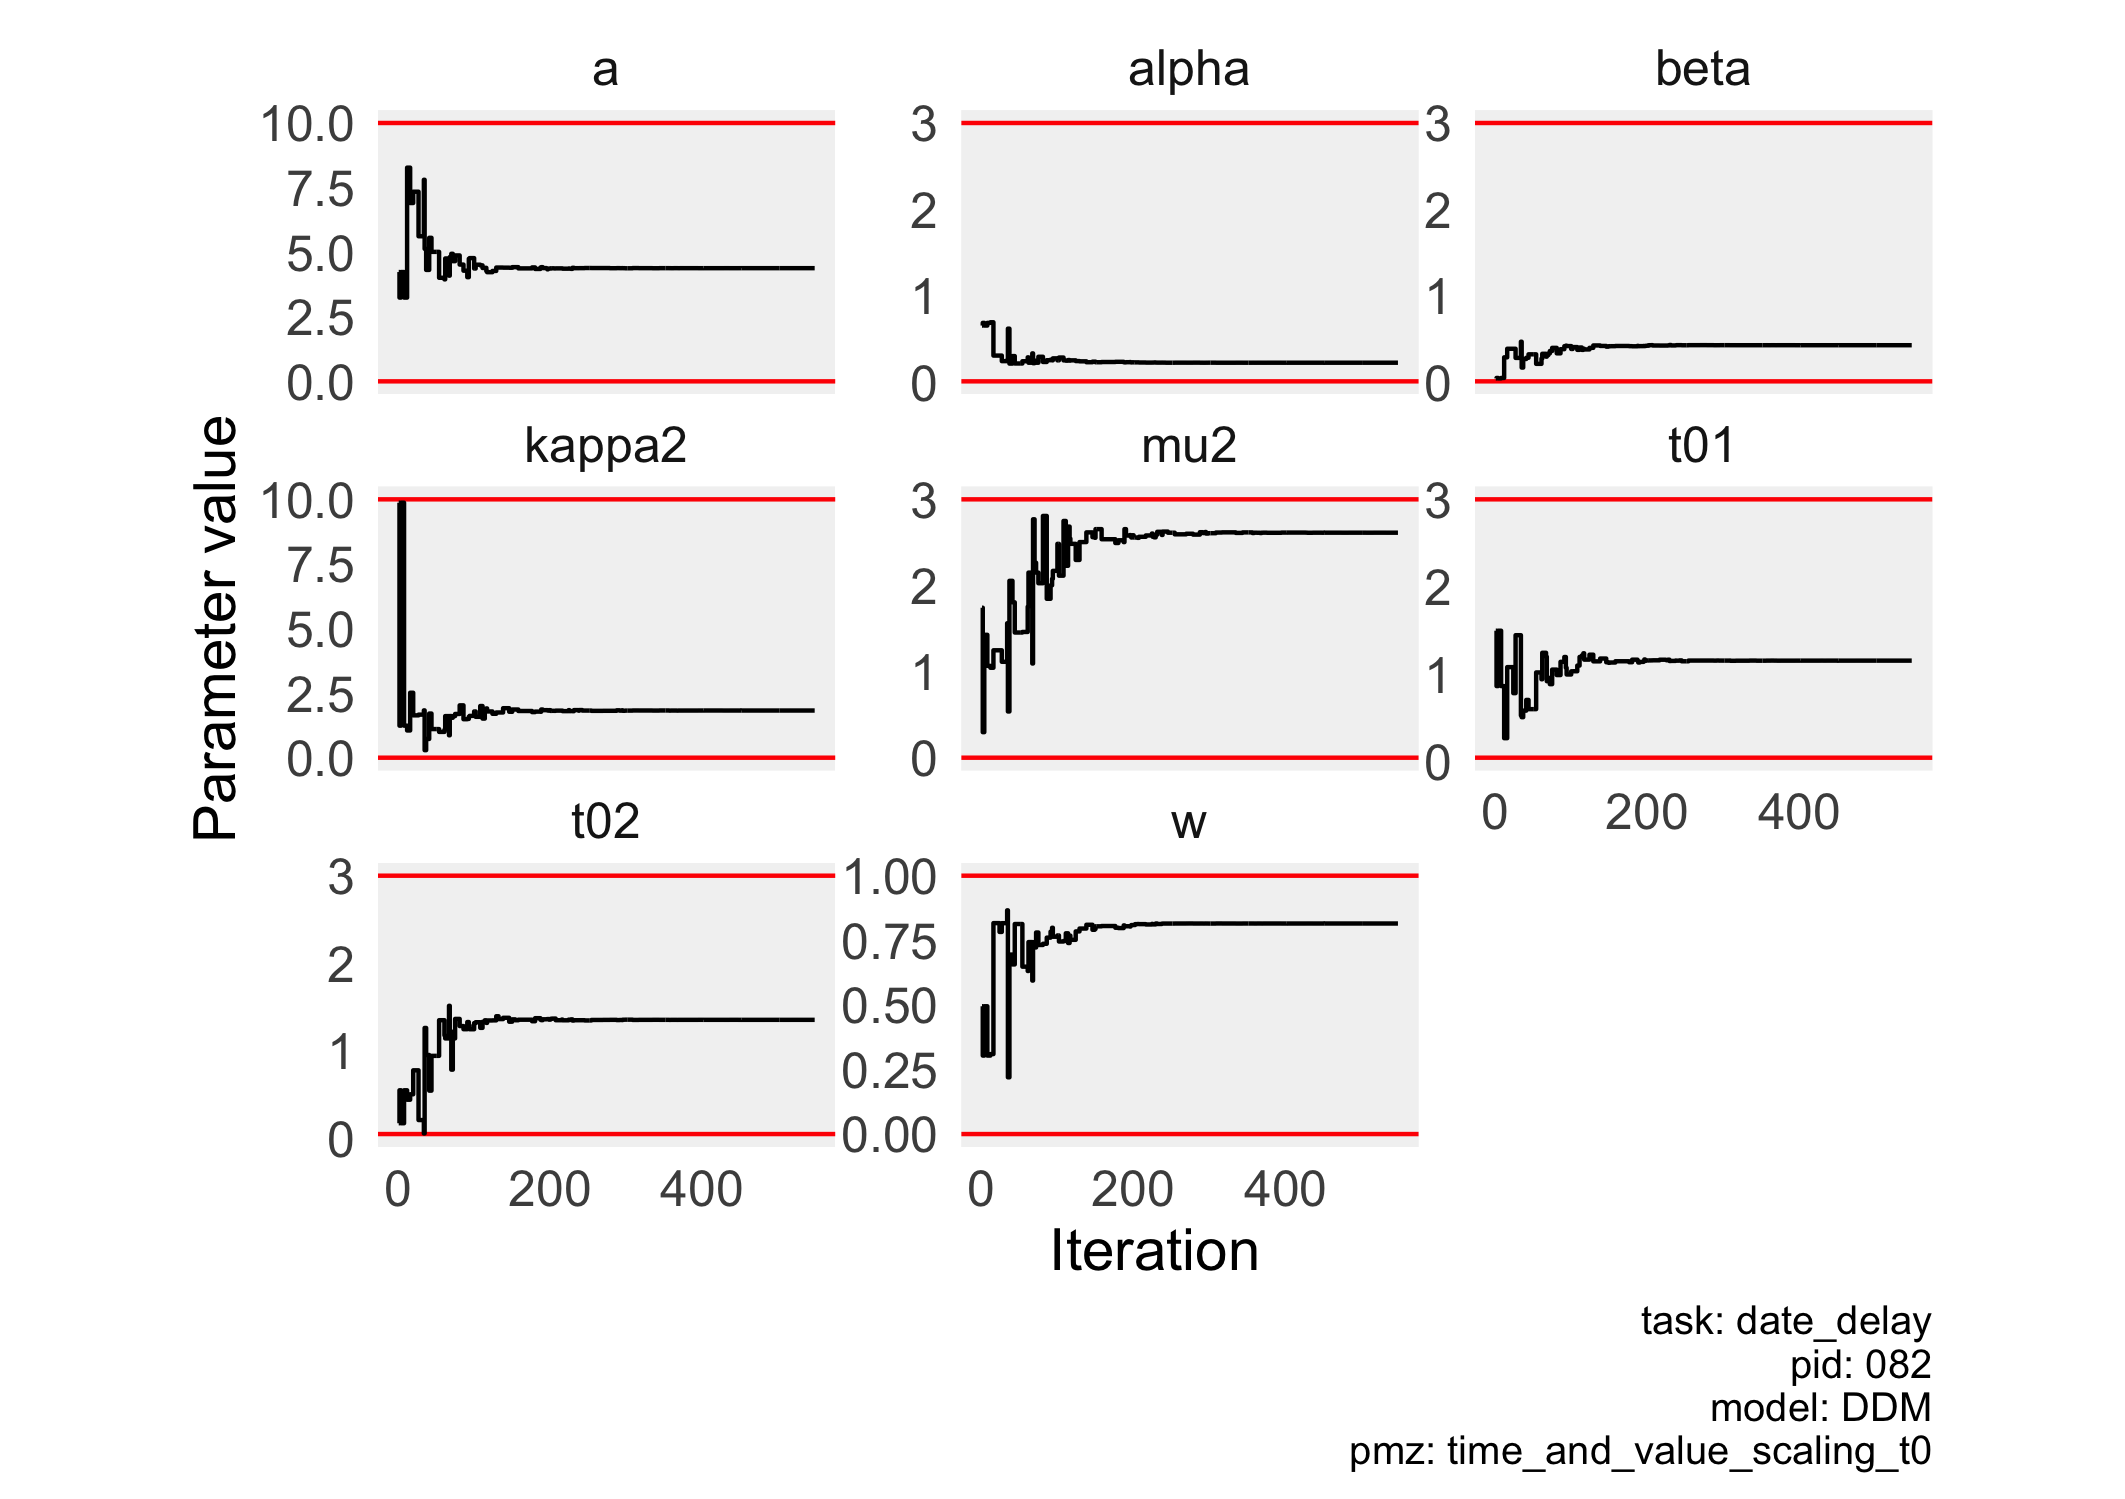 a
alpha
beta
10.0
7.5
5.0
2.5
0.0
3
2
1
0
3
2
1
0
kappa2
mu2
t01
10.0
7.5
5.0
2.5
0.0
3
2
1
0
3
2
1
0
0 200 400
t02
w
3
2
1
0
1.00
0.75
0.50
0.25
0.00
0 200 400
0 200 400
Parameter value
Iteration
task: date_delay
pid: 082
model: DDM
pmz: time_and_value_scaling_t0